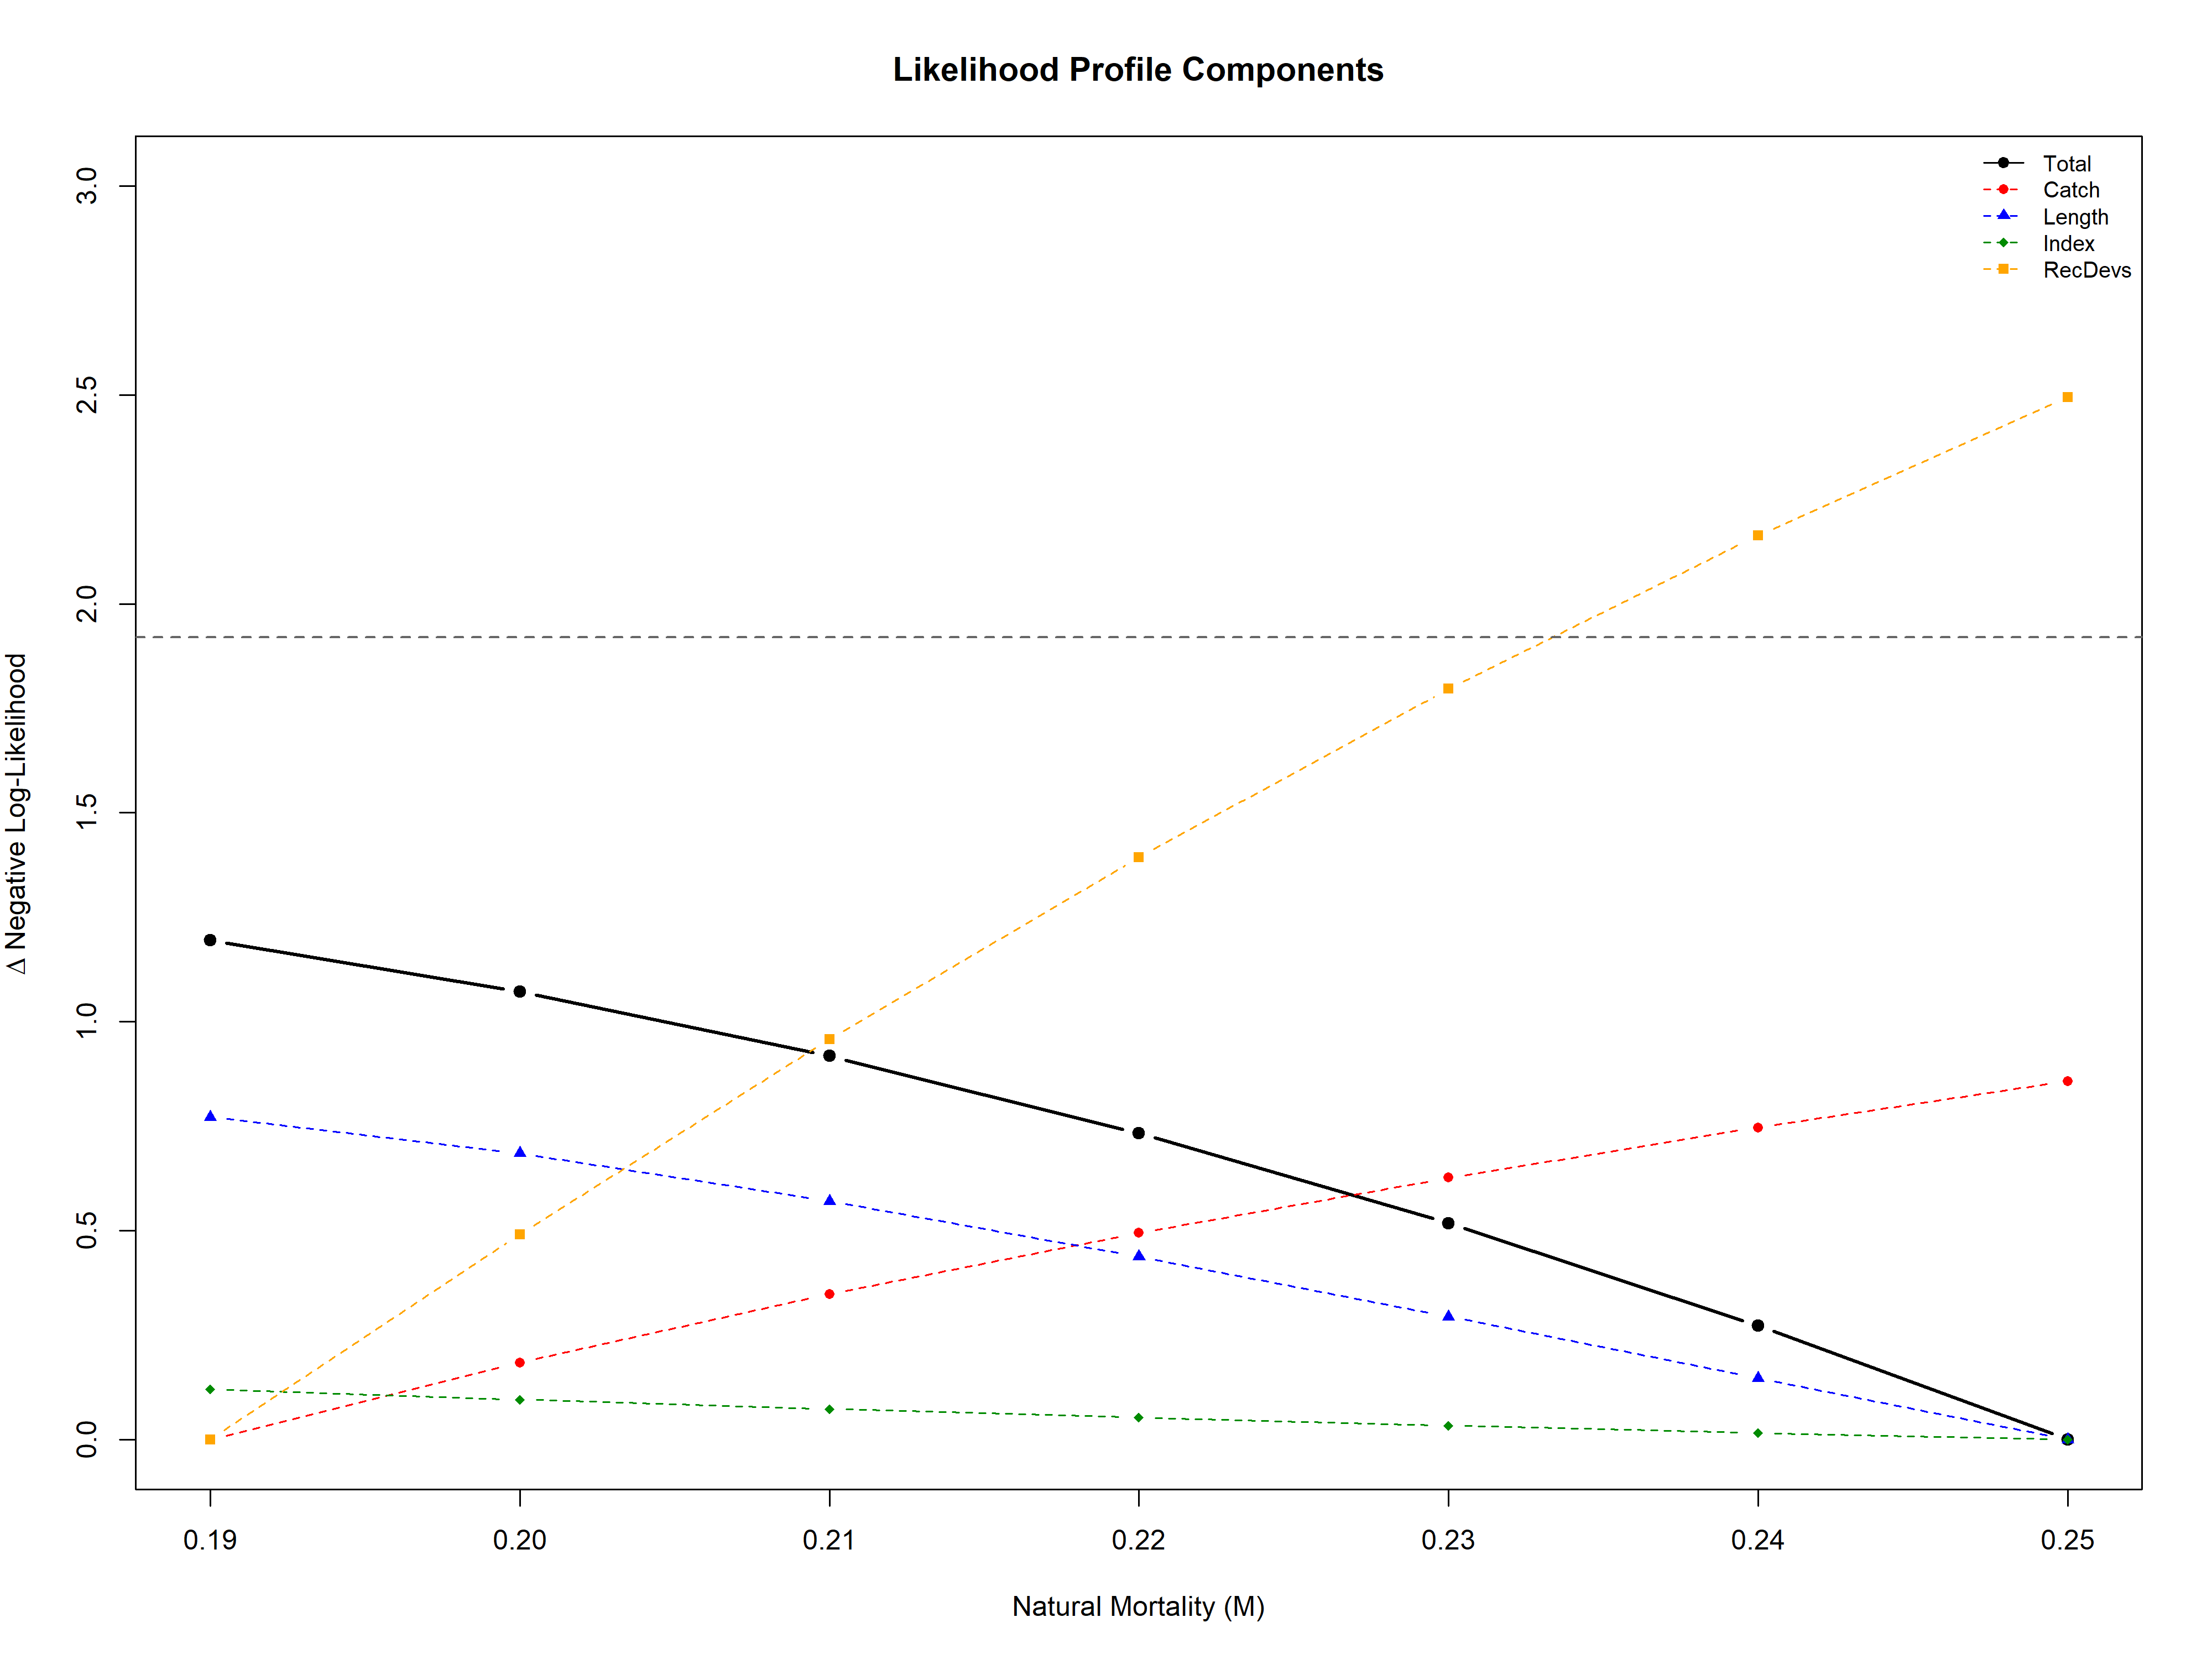 Likelihood Profile Components
Total
Catch
Length
Index
RecDevs
3.0
2.5
2.0
1.5
1.0
0.5
0.0
Δ Negative Log-Likelihood
0.19 0.20 0.21 0.22 0.23 0.24 0.25
Natural Mortality (M)